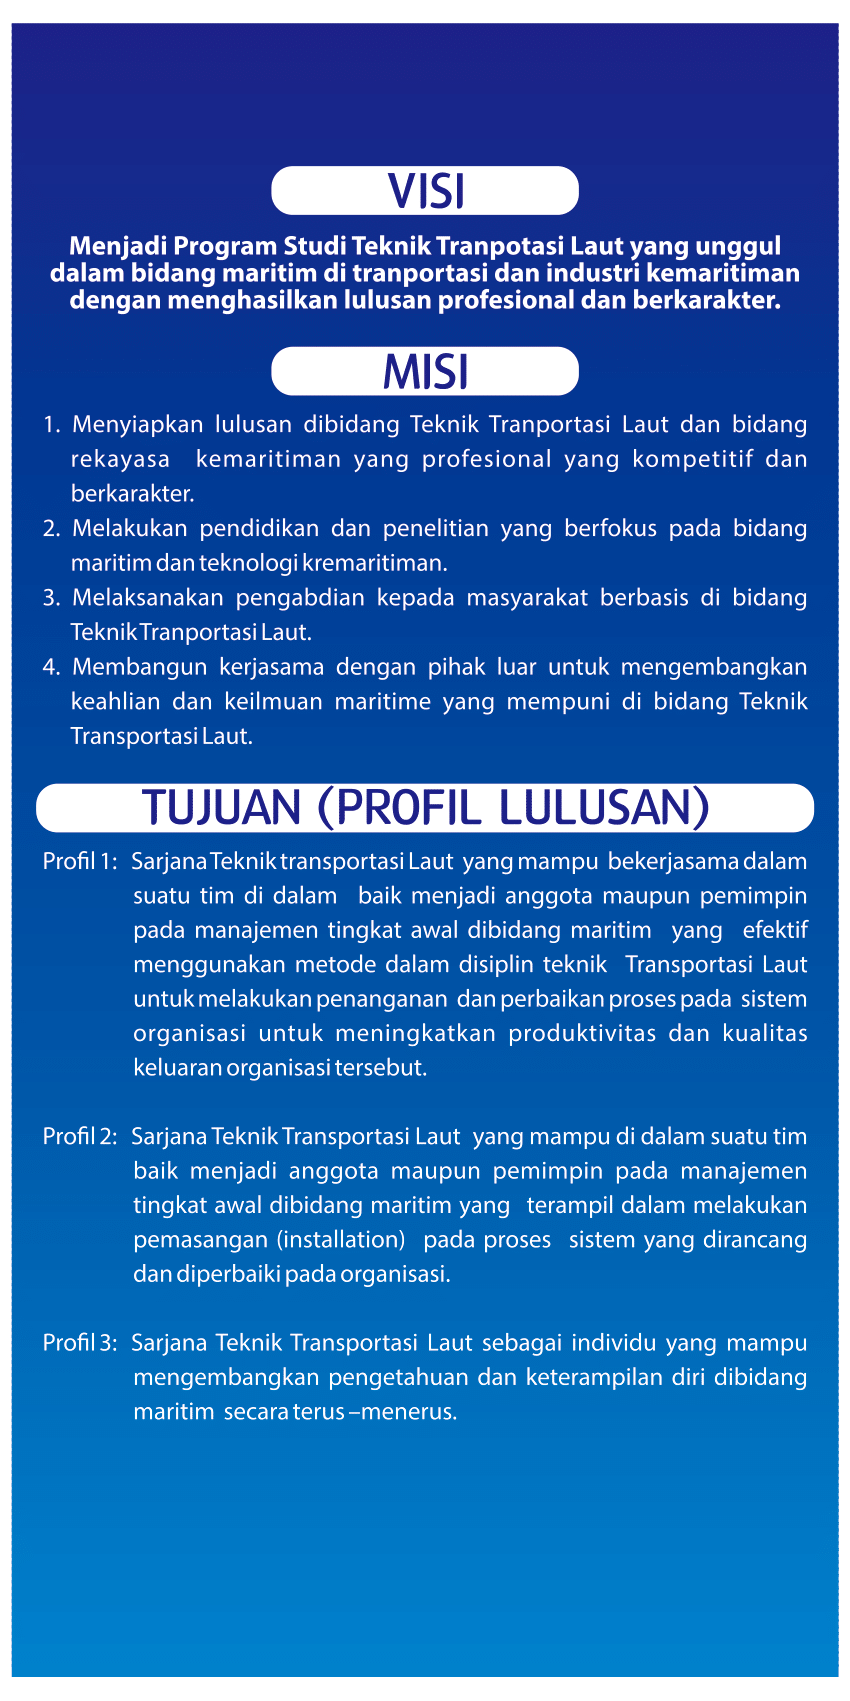 VISI
Menjadi Program Studi Teknik Tranpotasi Laut yang unggul
dalam bidang maritim di tranportasi dan industri kemaritiman
dengan menghasilkan lulusan profesional dan berkarakter.
MISI
1. Menyiapkan lulusan dibidang Teknik Tranportasi Laut dan bidang
rekayasa kemaritiman yang profesional yang kompetitif dan
berkarakter.
2. Melakukan pendidikan dan penelitian yang berfokus pada bidang
maritim dan teknologi kremaritiman.
3. Melaksanakan pengabdian kepada masyarakat berbasis di bidang
Teknik Tranportasi Laut.
4. Membangun kerjasama dengan pihak luar untuk mengembangkan
keahlian dan keilmuan maritime yang mempuni di bidang Teknik
Transportasi Laut.
TUJUAN (PROFIL LULUSAN)
Profil 1: Sarjana Teknik transportasi Laut yang mampu bekerjasama dalam
suatu tim di dalam baik menjadi anggota maupun pemimpin
pada manajemen tingkat awal dibidang maritim yang efektif
menggunakan metode dalam disiplin teknik Transportasi Laut
untuk melakukan penanganan dan perbaikan proses pada sistem
organisasi untuk meningkatkan produktivitas dan kualitas
keluaran organisasi tersebut.
Profil 2: Sarjana Teknik Transportasi Laut yang mampu di dalam suatu tim
baik menjadi anggota maupun pemimpin pada manajemen
tingkat awal dibidang maritim yang terampil dalam melakukan
pemasangan (installation) pada proses sistem yang dirancang
dan diperbaiki pada organisasi.
Profil 3: Sarjana Teknik Transportasi Laut sebagai individu yang mampu
mengembangkan pengetahuan dan keterampilan diri dibidang
maritim secara terus –menerus.